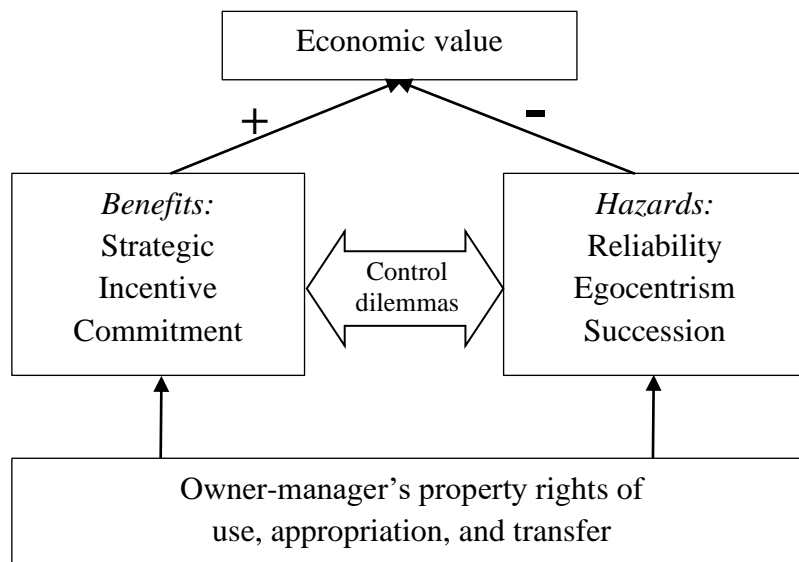 Economic value
+
-
Benefits:
Strategic
Incentive
Commitment
Control
dilemmas
Hazards:
Reliability
Egocentrism
Succession
Owner-manager’s property rights of
use, appropriation, and transfer